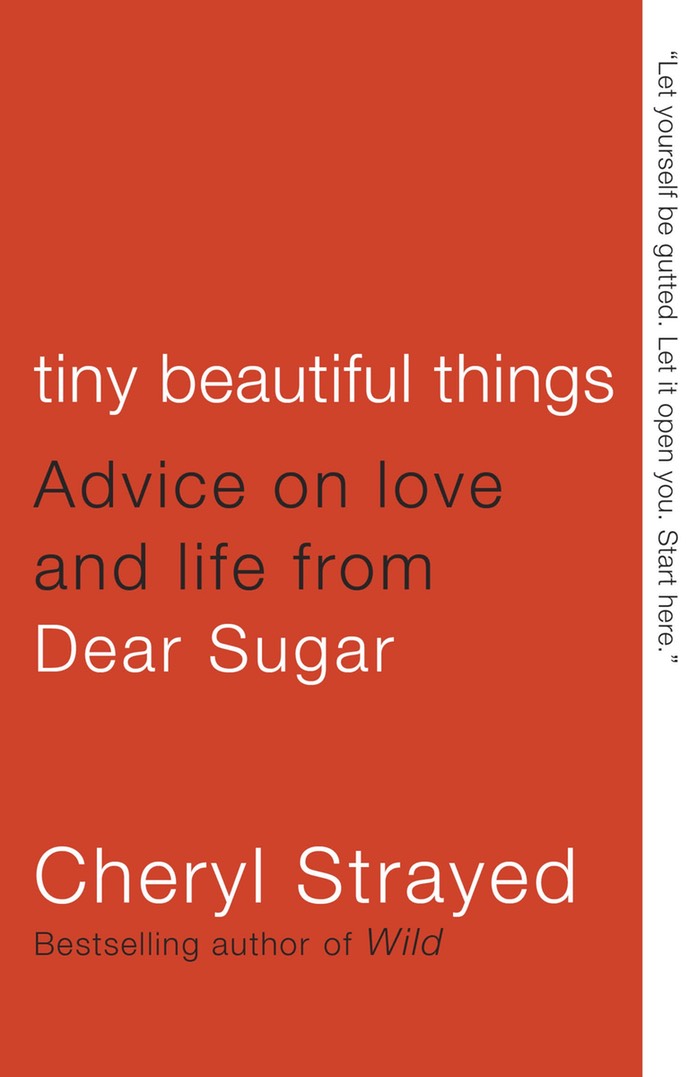 tiny beautiful things
Advice on love
and life from
Dear Sugar
Cheryl Strayed
Bestselling author of Wild
“Let yourself be gutted. Let it open you. Start here.”